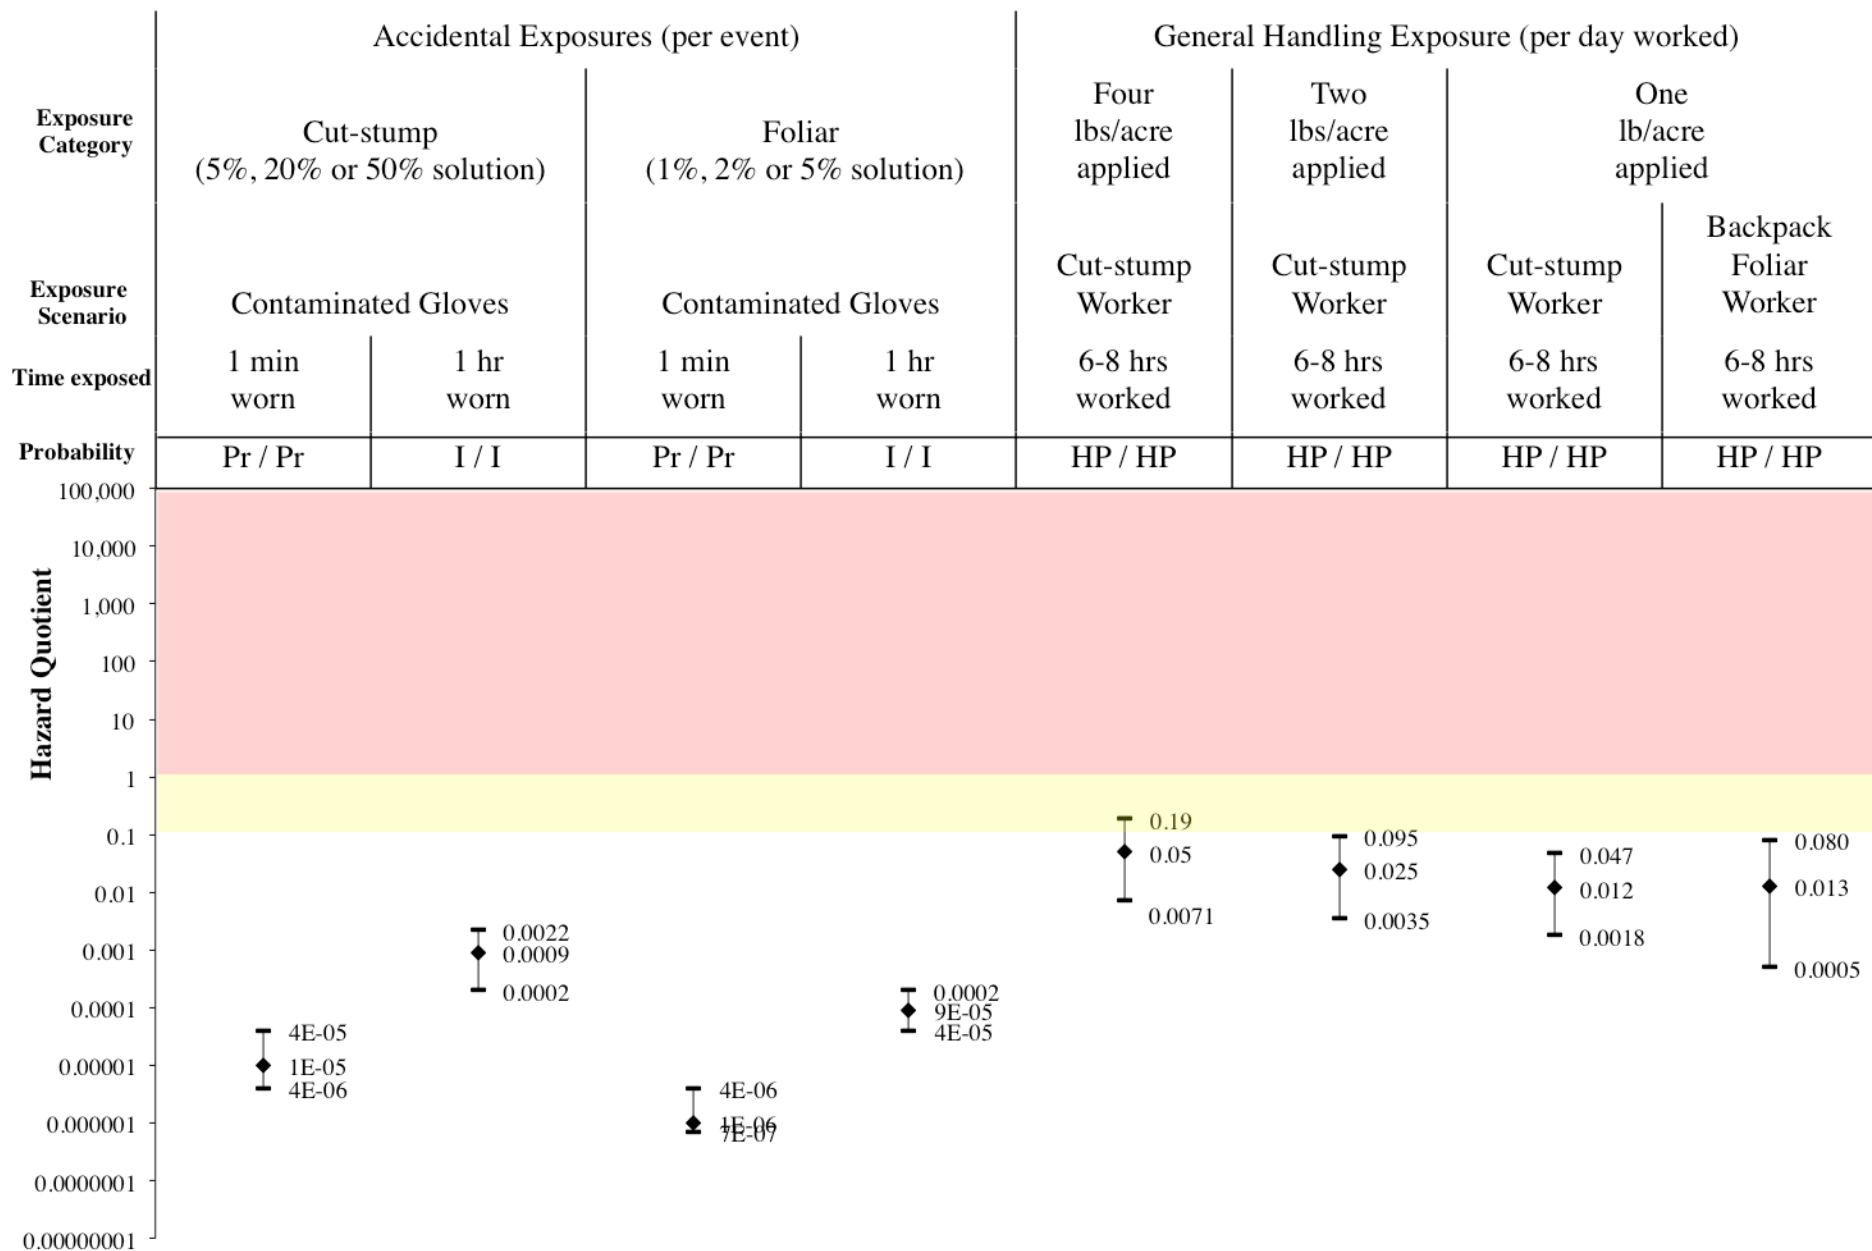 Accidental Exposures (per event)
General Handling Exposure (per day worked)
Exposure
Category
Cut-stump
(5%, 20% or 50% solution)
Foliar
(1%, 2% or 5% solution)
Four
lbs/acre
applied
Two
lbs/acre
applied
One
lb/acre
applied
Exposure
Scenario
Contaminated Gloves
Contaminated Gloves
Cut-stump
Worker
Cut-stump
Worker
Cut-stump
Worker
Backpack
Foliar
Worker
Time exposed
1 min
worn
1 hr
worn
1 min
worn
1 hr
worn
6-8 hrs
worked
6-8 hrs
worked
6-8 hrs
worked
6-8 hrs
worked
Probability
Pr / Pr
I / I
Pr / Pr
I / I
HP / HP
HP / HP
HP / HP
HP / HP
Hazard Quotient
100,000
10,000
1,000
100
10
1
0.1
0.01
0.001
0.0001
0.00001
0.000001
0.0000001
0.00000001
4E-05
1E-05
4E-06
0.0022
0.0009
0.0002
4E-06
1E-06
7E-07
0.0002
9E-05
4E-05
0.19
0.05
0.0071
0.095
0.025
0.0035
0.047
0.012
0.0018
0.080
0.013
0.0005